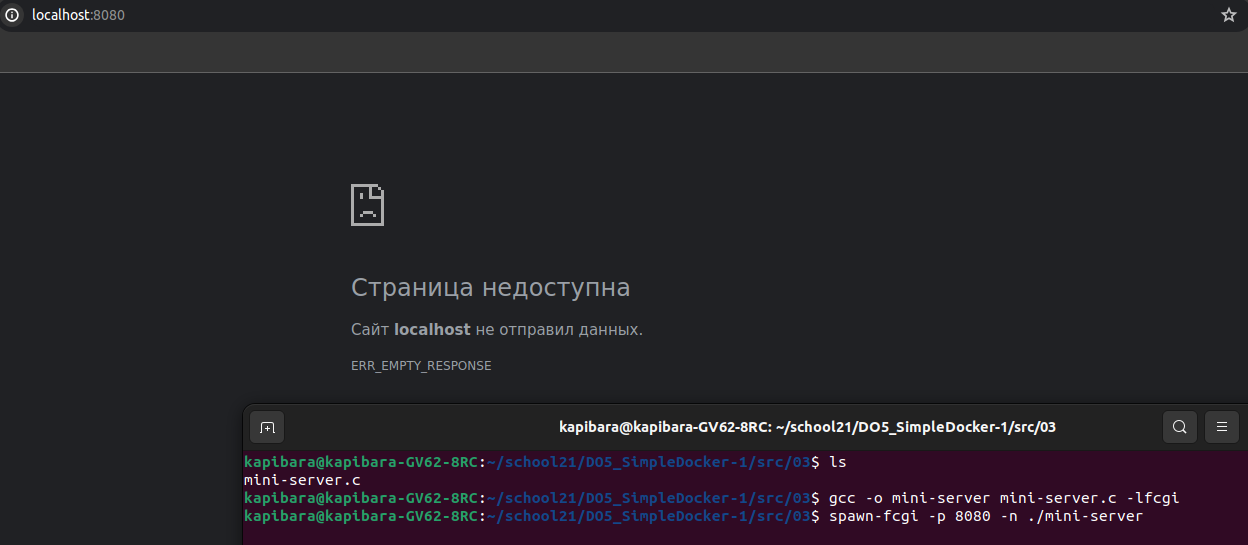 localhost:8080
Страница недоступна
Сайт localhost не отправил данных.
ERR_EMPTY_RESPONSE
kapibara@kapibara-GV62-8RC: ~/school21/DO5_SimpleDocker-1/src/03
kapibara@kapibara-GV62-8RC:~/school21/DO5_SimpleDocker-1/src/03$ ls
mini-server.c
kapibara@kapibara-GV62-8RC:~/school21/DO5_SimpleDocker-1/src/03$ gcc -o mini-server mini-server.c -lfcgi
kapibara@kapibara-GV62-8RC:~/school21/DO5_SimpleDocker-1/src/03$ spawn-fcgi -p 8080 -n ./mini-server